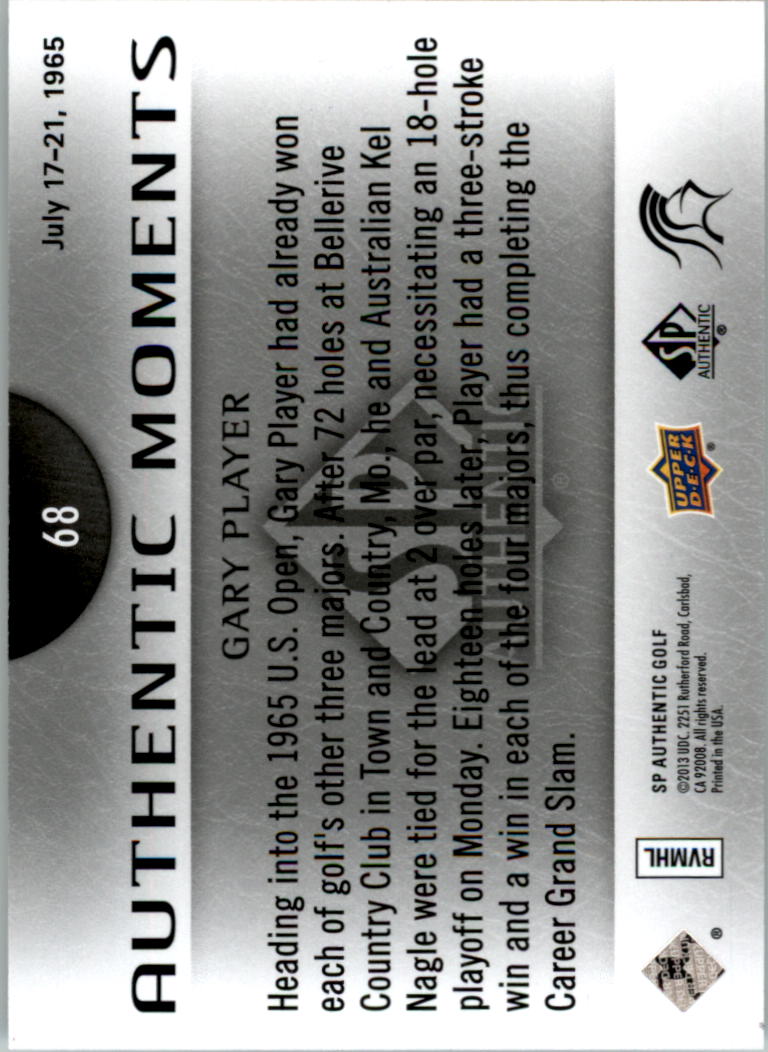 July 17-21, 1965
68
AUTHENTIC MOMENTS
GARY PLAYER
Heading into the 1965 U.S. Open, Gary Player had already won
each of golf's other three majors. After 72 holes at Bellerive
Country Club in Town and Country, Mo., he and Australian Kel
Nagle were tied for the lead at 2 over par, necessitating an 18-hole
playoff on Monday. Eighteen holes later, Player had a three-stroke
win and a win in each of the four majors, thus completing the
Career Grand Slam.
SP
AUTHENTIC
®
®
RVMHL
SP AUTHENTIC GOLF
©2013 UDC. 2251 Rutherford Road, Carlsbad,
CA 92008. All rights reserved.
Printed in the USA.
UPPER
D·E·C·K
®
SP
AUTHENTIC
®